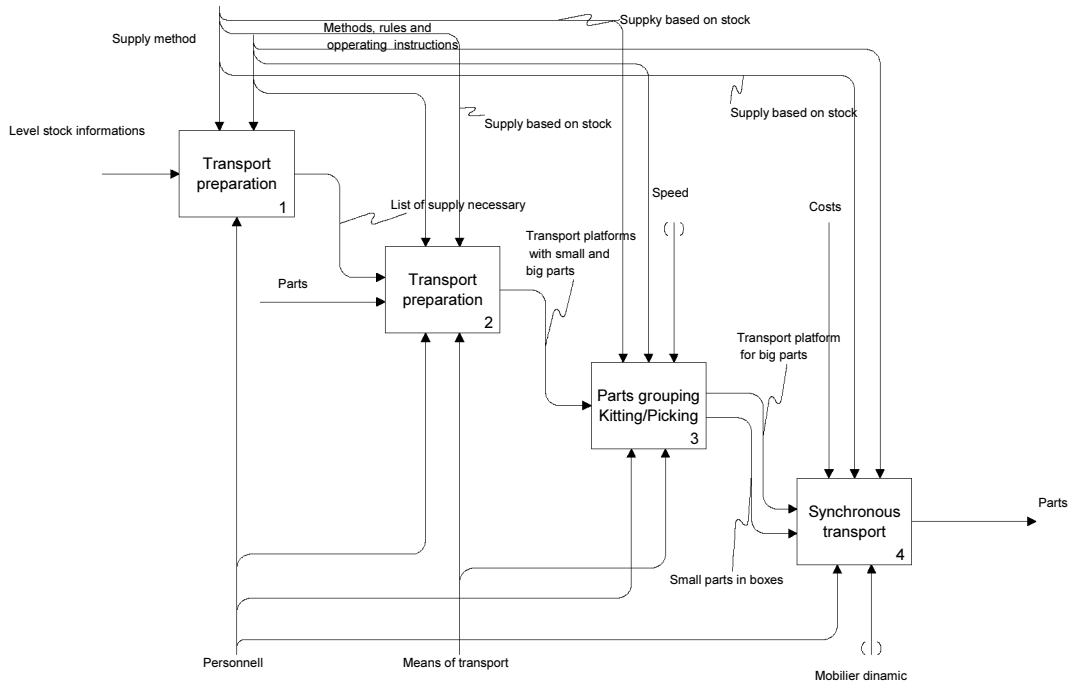 Suppky based on stock
Methods, rules and
opperating instructions
Supply method
Supply based on stock
Supply based on stock
Level stock informations
Transport
preparation
1
Speed
List of supply necessary
Costs
Transport platforms
with small and
big parts
Parts
Transport
preparation
2
Transport platform
for big parts
Parts grouping
Kitting/Picking
3
Parts
Synchronous
transport
4
Small parts in boxes
Personnell
Means of transport
Mobilier dinamic